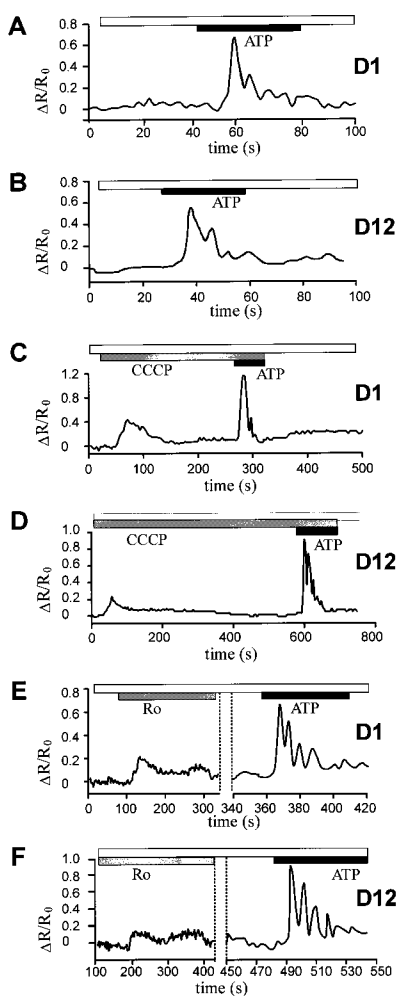 A
0.8
0.6
0.4
0.2
0
ΔR/R0
ATP
D1
0 20 40 60 80 100
time (s)
B
0.8
0.6
0.4
0.2
0
ΔR/R0
ATP
D12
0 20 40 60 80 100
time (s)
C
1.2
0.8
0.4
0
ΔR/R0
CCCP
ATP
D1
0 100 200 300 400 500
time (s)
D
1.0
0.8
0.6
0.4
0.2
0
ΔR/R0
CCCP
ATP
D12
0 200 400 600 800
time (s)
E
0.8
0.6
0.4
0.2
0
ΔR/R0
Ro
ATP
D1
0 100 200 300 340 360 380 400 420
time (s)
F
1.0
0.8
0.6
0.4
0.2
0
ΔR/R0
Ro
ATP
D12
100 200 300 400 450 470 490 510 530 550
time (s)